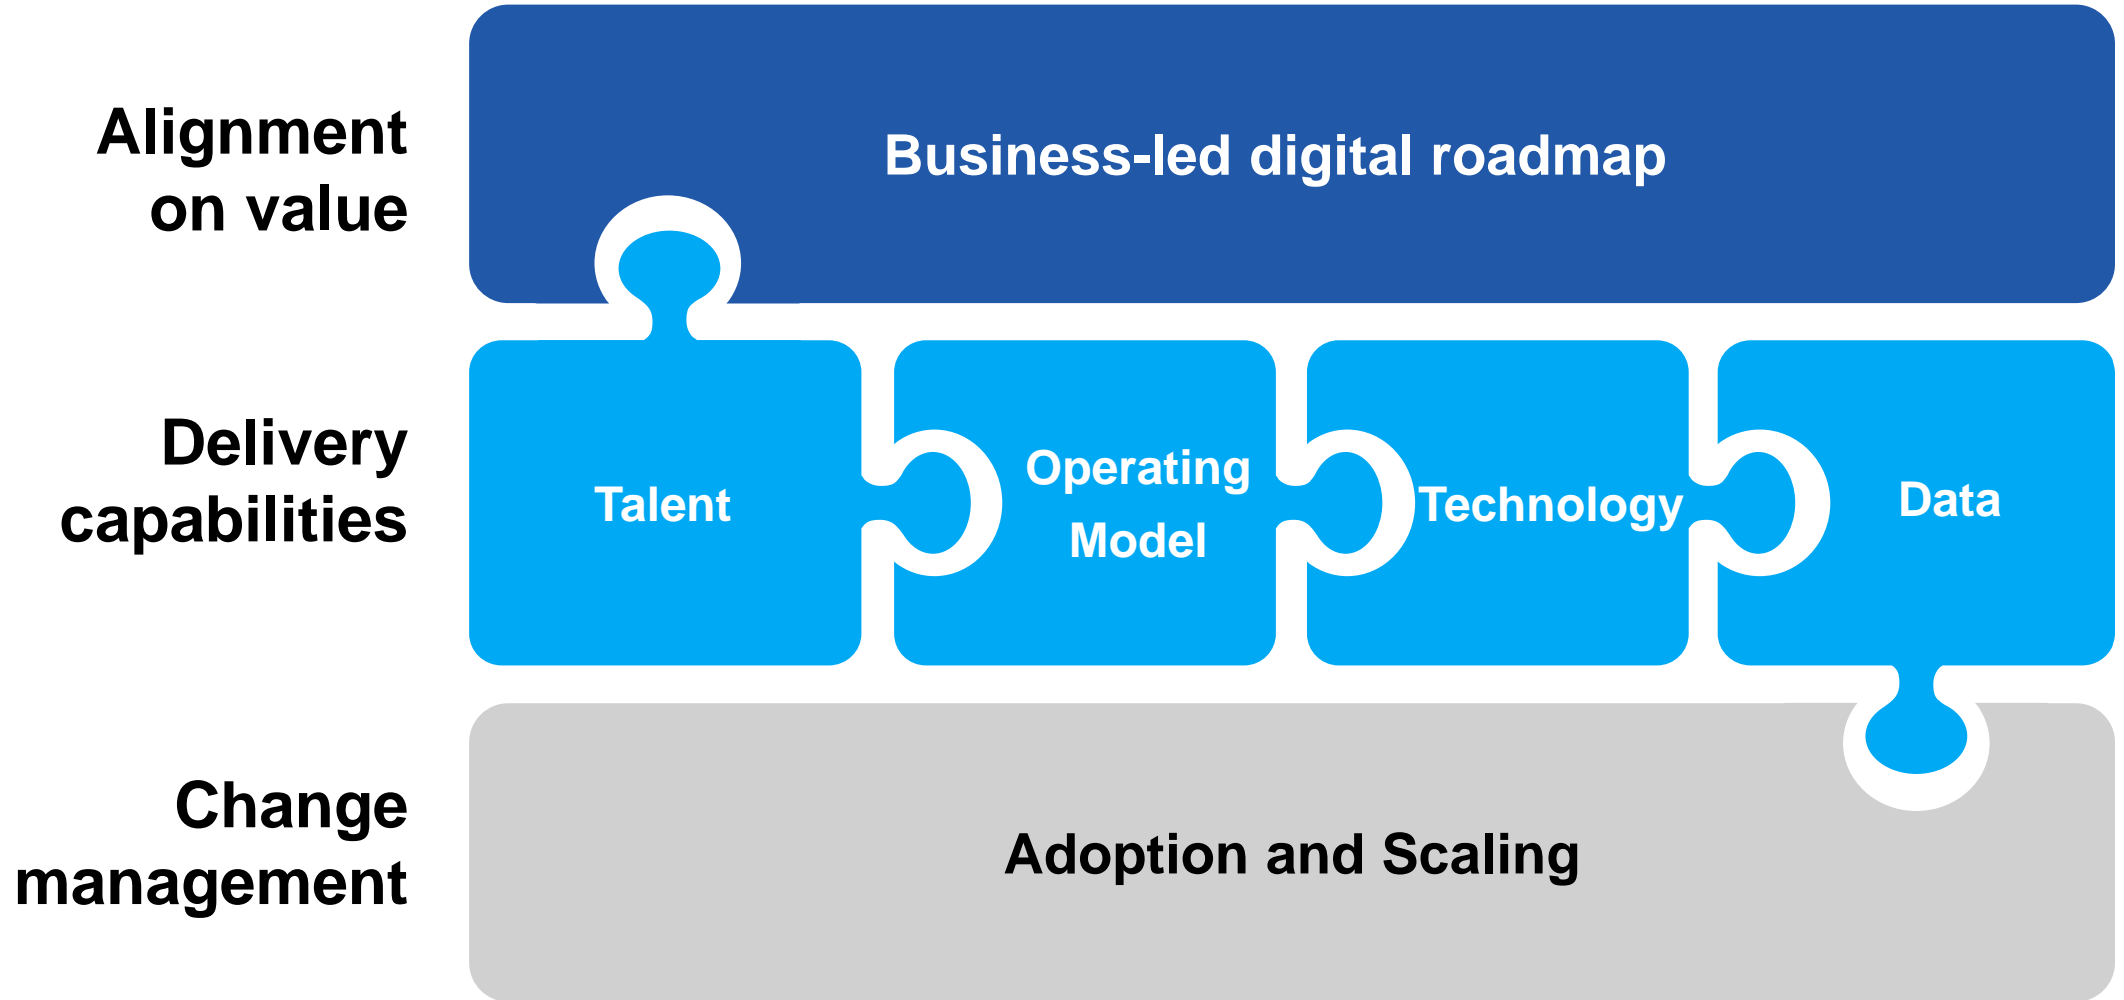 Alignment
on value
Business-led digital roadmap
Delivery
capabilities
Talent
Operating
Model
Technology
Data
Change
management
Adoption and Scaling